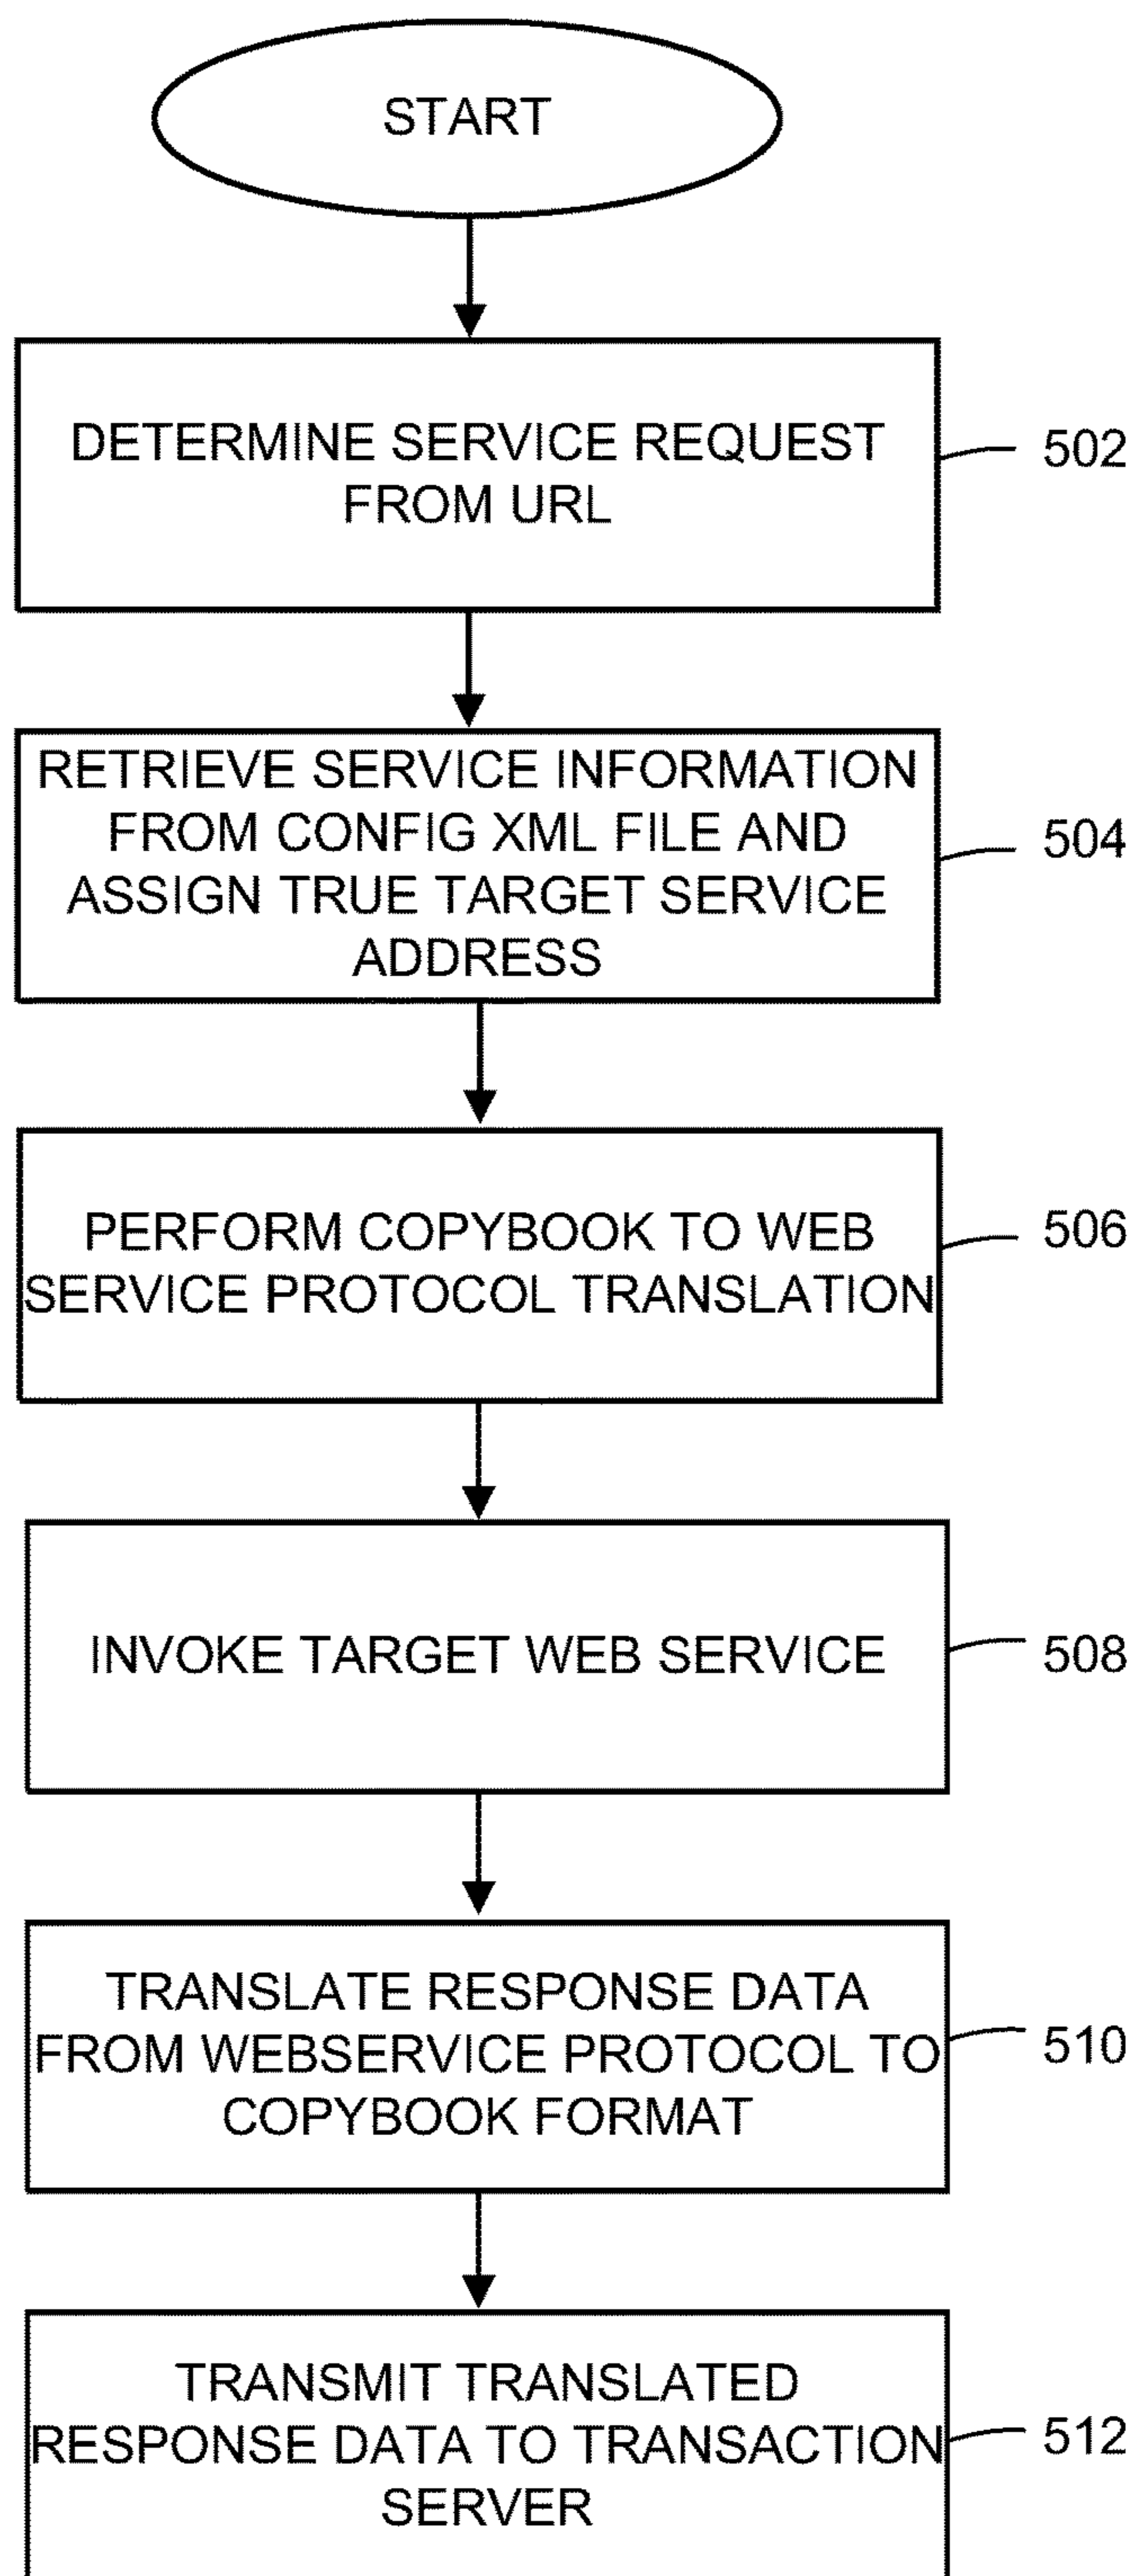 START
DETERMINE SERVICE REQUEST
FROM URL
502
RETRIEVE SERVICE INFORMATION
FROM CONFIG XML FILE AND
ASSIGN TRUE TARGET SERVICE
ADDRESS
504
PERFORM COPYBOOK TO WEB
SERVICE PROTOCOL TRANSLATION
506
INVOKE TARGET WEB SERVICE
508
TRANSLATE RESPONSE DATA
FROM WEBSERVICE PROTOCOL TO
COPYBOOK FORMAT
510
TRANSMIT TRANSLATED
RESPONSE DATA TO TRANSACTION
SERVER
512